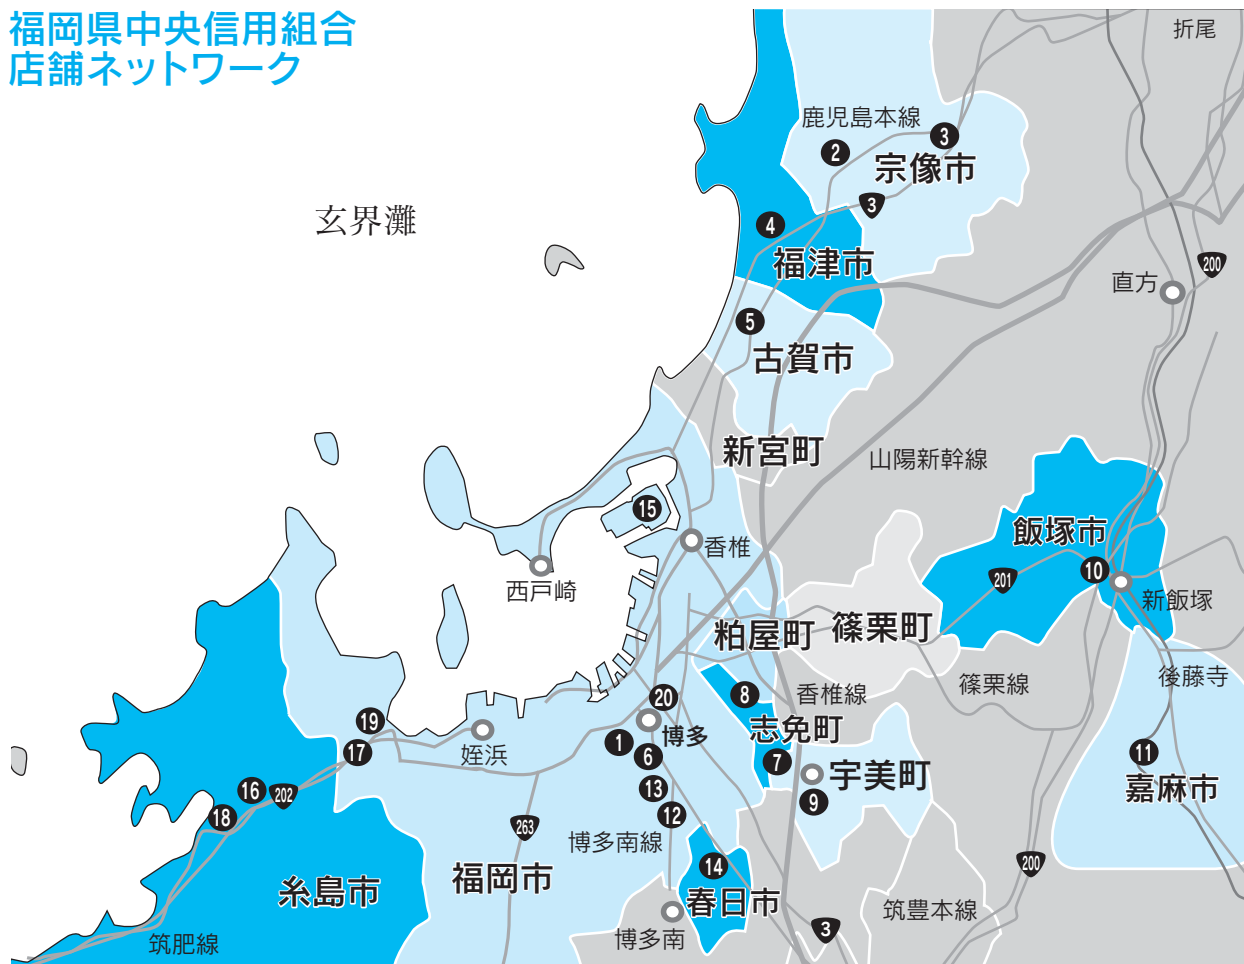 福岡県中央信用組合
店舗ネットワーク
折尾
鹿児島本線
3
2
宗像市
3
玄界灘
4
福津市
200
直方
5
古賀市
新宮町
山陽新幹線
15
飯塚市
香椎
10
201
西戸崎
新飯塚
粕屋町
篠栗町
後藤寺
篠栗線
8
香椎線
20
19
志免町
博多
1
17
姪浜
6
7
11
宇美町
16
202
13
嘉麻市
9
18
12
263
博多南線
14
200
福岡市
糸島市
春日市
筑豊本線
3
博多南
筑肥線